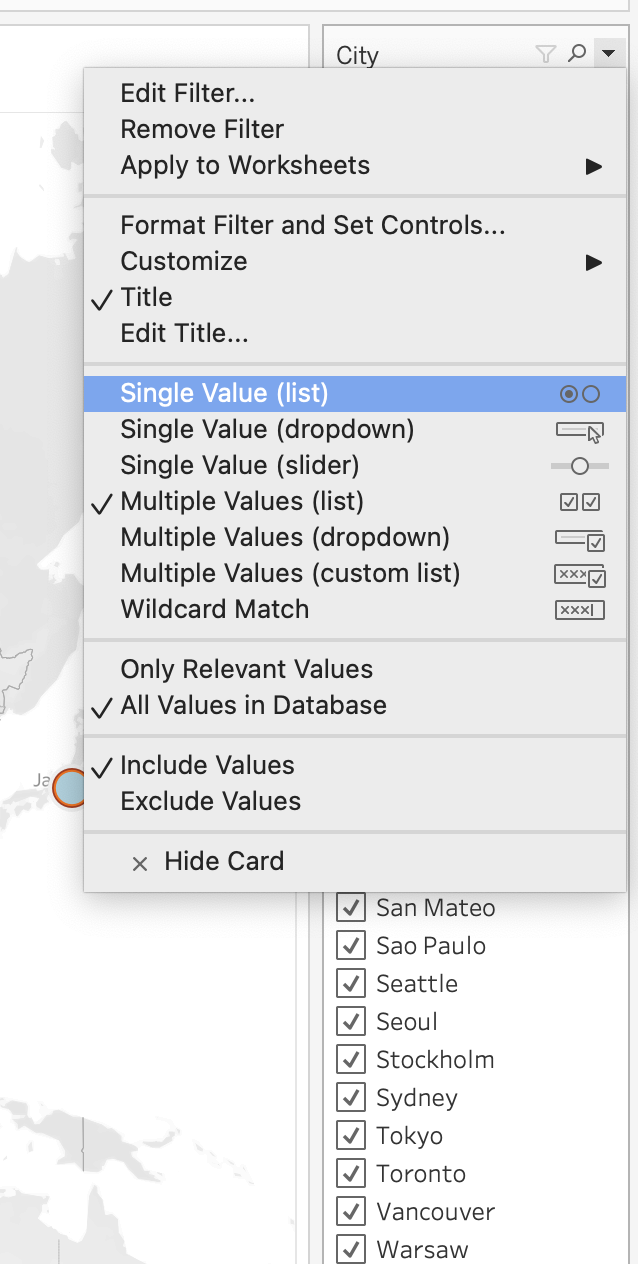 City
Edit Filter...
Remove Filter
Apply to Worksheets
Format Filter and Set Controls...
Customize
Title
Edit Title...
Single Value (list)
Single Value (dropdown)
Single Value (slider)
Multiple Values (list)
Multiple Values (dropdown)
Multiple Values (custom list)
Wildcard Match
Only Relevant Values
All Values in Database
Ja
Include Values
Exclude Values
Hide Card
San Mateo
Sao Paulo
Seattle
Seoul
Stockholm
Sydney
Tokyo
Toronto
Vancouver
Warsaw